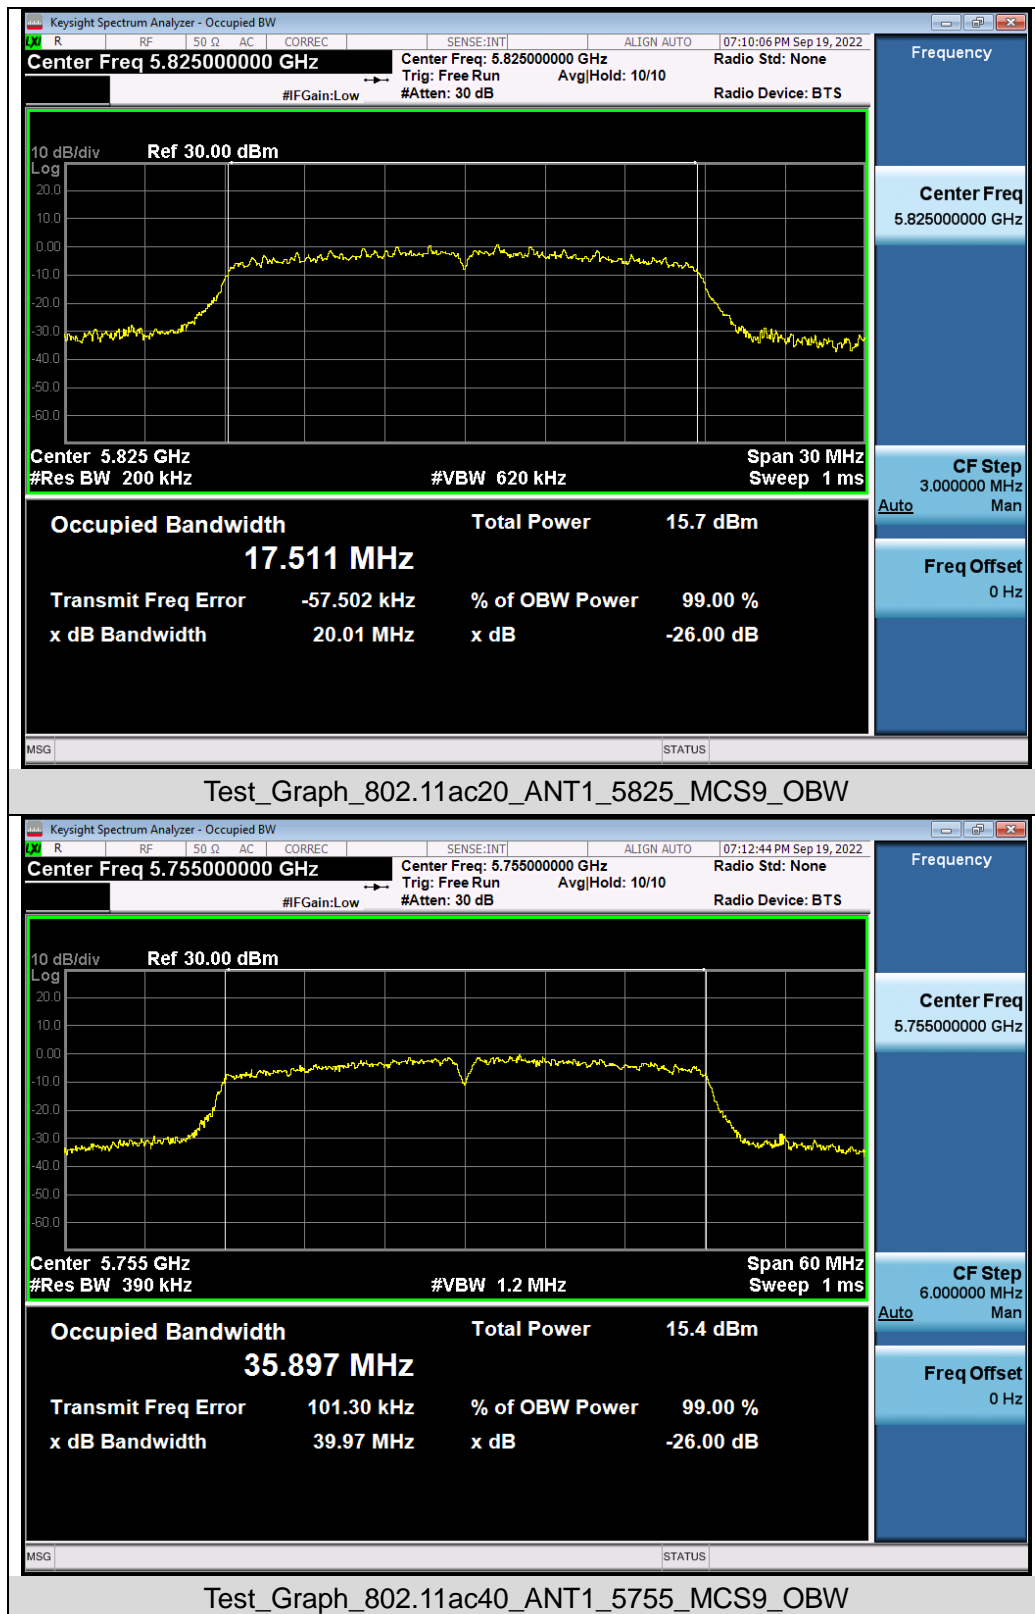 Keysight Spectrum Analyzer - Occupied BW
LXI R RF 50 Ω AC CORREC SENSE:INT ALIGN AUTO 07:10:06 PM Sep 19, 2022
Center Freq 5.825000000 GHz Center Freq: 5.825000000 GHz Radio Std: None
Trig: Free Run Avg|Hold: 10/10
#IFGain:Low #Atten: 30 dB Radio Device: BTS
Frequency
10 dB/div Ref 30.00 dBm
Log
20.0
10.0
0.00
-10.0
-20.0
-30.0
-40.0
-50.0
-60.0
Center 5.825 GHz Span 30 MHz
#Res BW 200 kHz #VBW 620 kHz Sweep 1 ms
Center Freq
5.825000000 GHz
CF Step
3.000000 MHz
Auto Man
Freq Offset
0 Hz
Occupied Bandwidth Total Power 15.7 dBm
17.511 MHz
Transmit Freq Error -57.502 kHz % of OBW Power 99.00 %
x dB Bandwidth 20.01 MHz x dB -26.00 dB
MSG STATUS
Test_Graph_802.11ac20_ANT1_5825_MCS9_OBW
Keysight Spectrum Analyzer - Occupied BW
LXI R RF 50 Ω AC CORREC SENSE:INT ALIGN AUTO 07:12:44 PM Sep 19, 2022
Center Freq 5.755000000 GHz Center Freq: 5.755000000 GHz Radio Std: None
Trig: Free Run Avg|Hold: 10/10
#IFGain:Low #Atten: 30 dB Radio Device: BTS
Frequency
10 dB/div Ref 30.00 dBm
Log
20.0
10.0
0.00
-10.0
-20.0
-30.0
-40.0
-50.0
-60.0
Center 5.755 GHz Span 60 MHz
#Res BW 390 kHz #VBW 1.2 MHz Sweep 1 ms
Center Freq
5.755000000 GHz
CF Step
6.000000 MHz
Auto Man
Freq Offset
0 Hz
Occupied Bandwidth Total Power 15.4 dBm
35.897 MHz
Transmit Freq Error 101.30 kHz % of OBW Power 99.00 %
x dB Bandwidth 39.97 MHz x dB -26.00 dB
MSG STATUS
Test_Graph_802.11ac40_ANT1_5755_MCS9_OBW